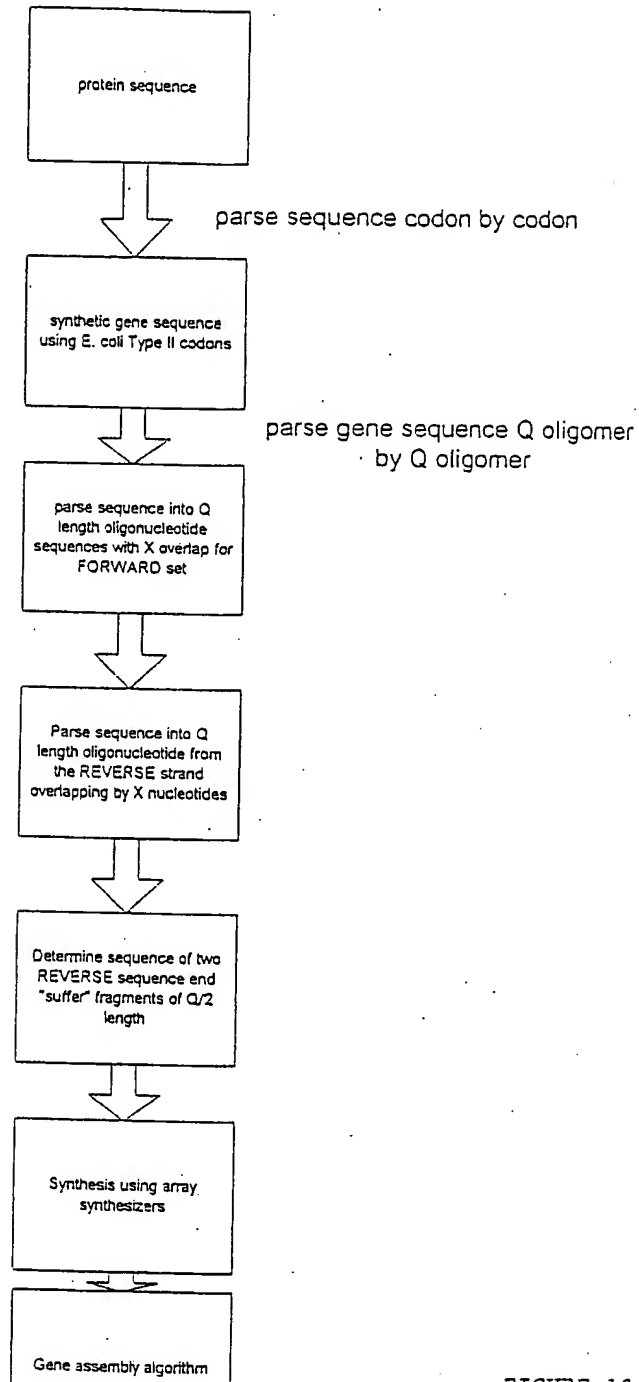 protein sequence
parse sequence codon by codon
synthetic gene sequence
using E. coli Type II codons
parse gene sequence Q oligomer
by Q oligomer
parse sequence into Q
length oligonucleotide
sequences with X overlap for
FORWARD set
Parse sequence into Q
length oligonucleotide from
the REVERSE strand
overlapping by X nucleotides
Determine sequence of two
REVERSE sequence end
"suffer" fragments of Q/2
length
Synthesis using array
synthesizers
Gene assembly algorithm